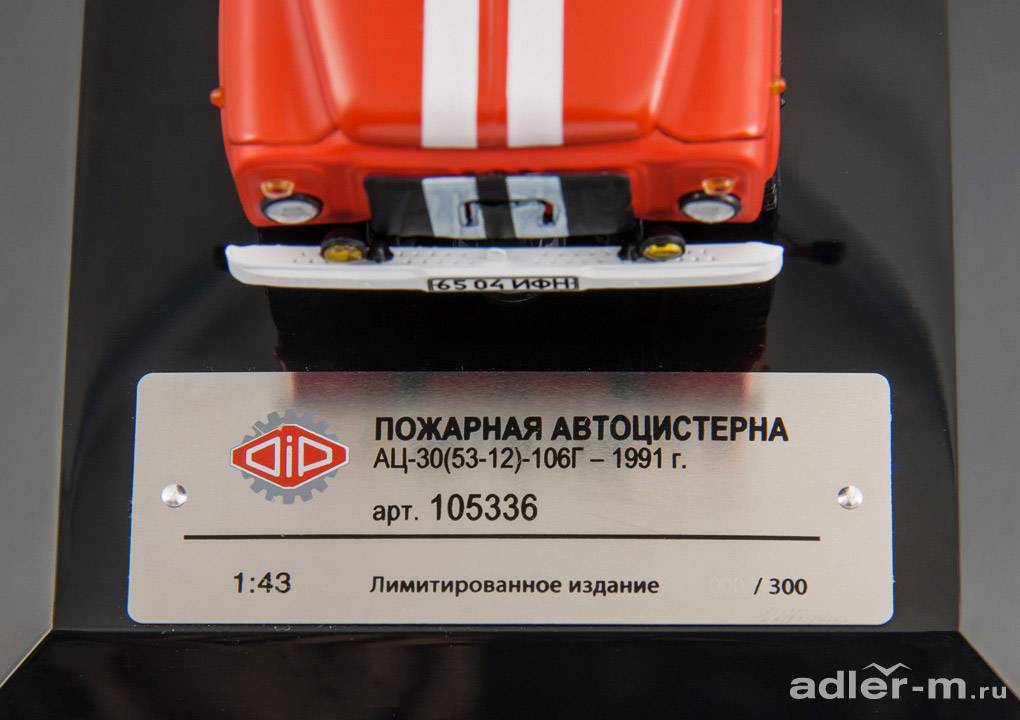 65 04 ИФН
DiP
ПОЖАРНАЯ АВТОЦИСТЕРНА
АЦ-30(53-12)-106Г – 1991 г.
арт. 105336
1:43
Лимитированное издание
/ 300
adler-m.ru